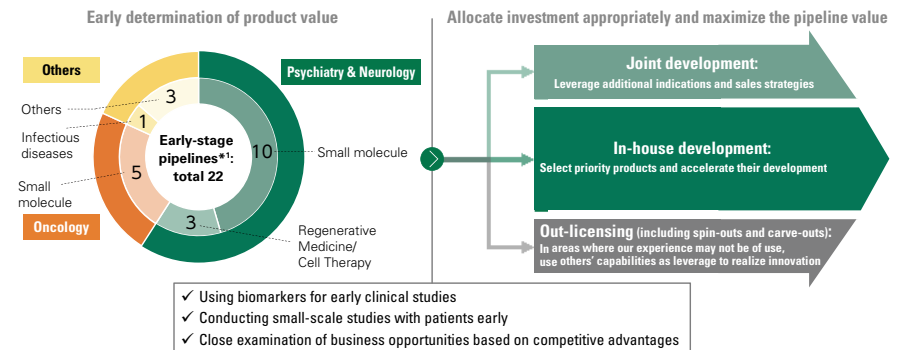 Early determination of product value
Others
Psychiatry & Neurology
Others
3
Infectious
diseases
1
Early-stage
pipelines*1:
total 22
10
Small molecule
5
Small
molecule
Oncology
3
Regenerative
Medicine/
Cell Therapy
Allocate investment appropriately and maximize the pipeline value
Joint development:
Leverage additional indications and sales strategies
In-house development:
Select priority products and accelerate their development
Out-licensing (including spin-outs and carve-outs):
In areas where our experience may not be of use,
use others' capabilities as leverage to realize innovation
✓ Using biomarkers for early clinical studies
✓ Conducting small-scale studies with patients early
✓ Close examination of business opportunities based on competitive advantages